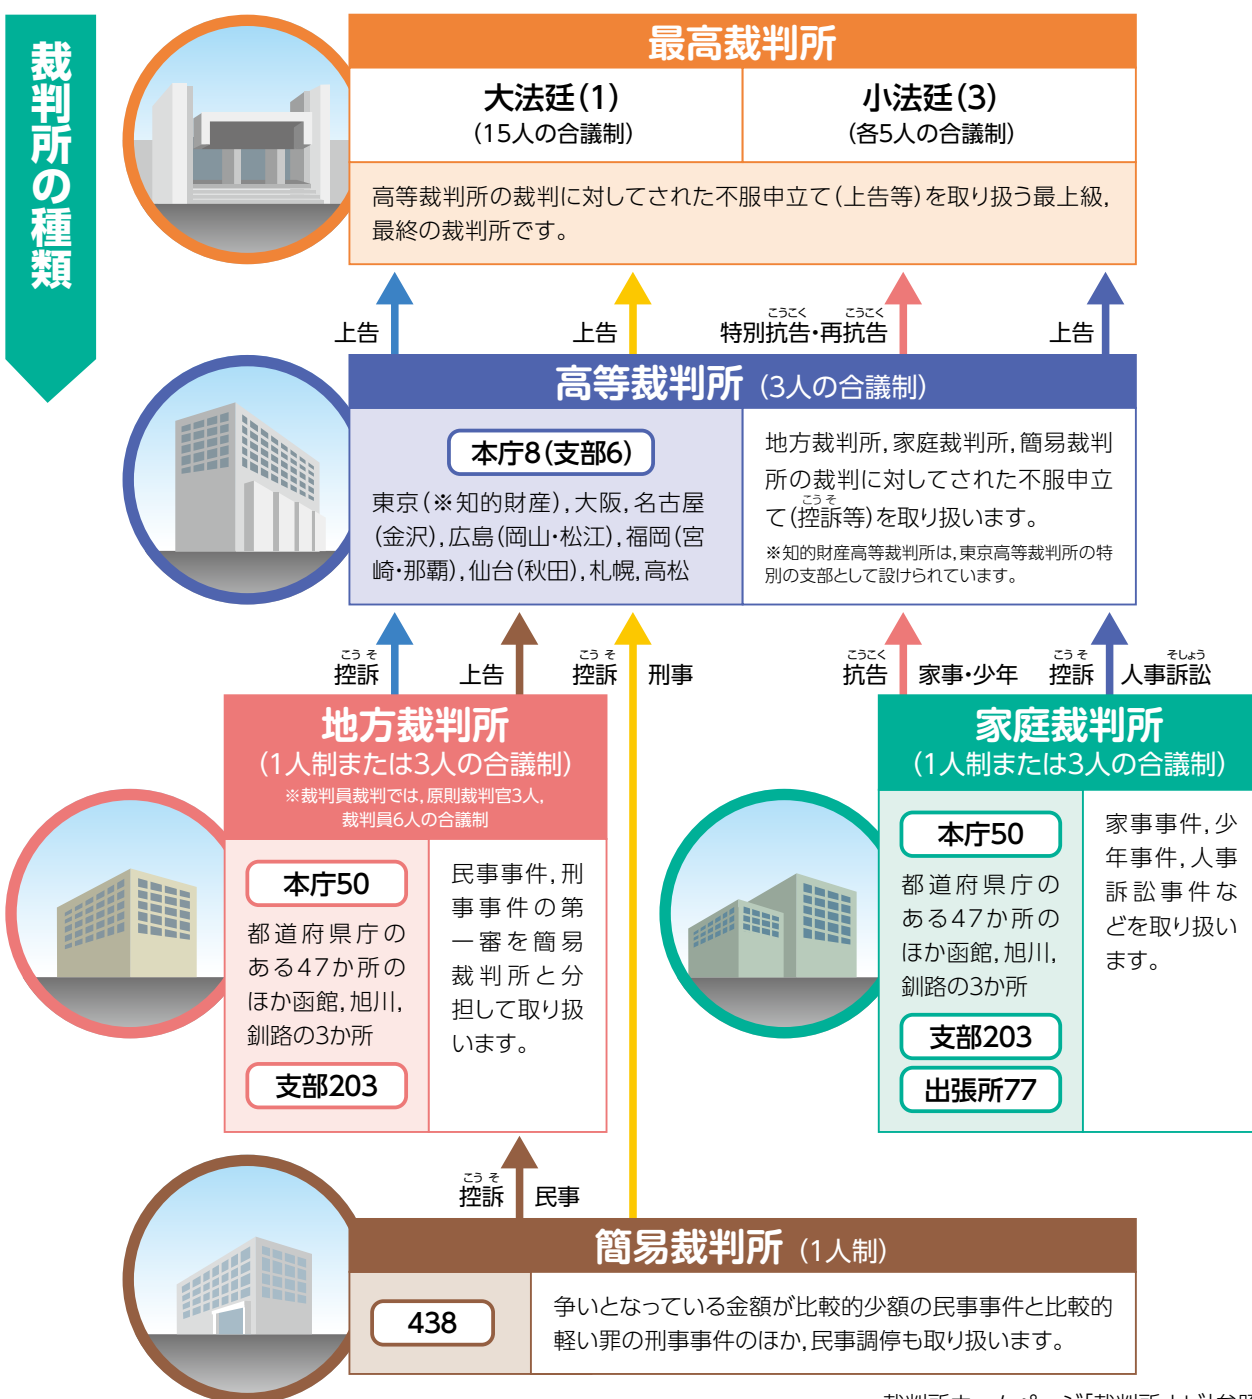 裁判所の種類
最高裁判所
大法廷(1)
(15人の合議制)
小法廷(3)
(各5人の合議制)
高等裁判所の裁判に対してされた不服申立て(上告等)を取り扱う最上級,
最終の裁判所です。
上告
上告
こうこく こうこく
特別抗告・再抗告
上告
高等裁判所 (3人の合議制)
本庁8(支部6)
東京(※知的財産),大阪,名古屋
(金沢),広島(岡山・松江),福岡(宮
崎・那覇),仙台(秋田),札幌,高松
地方裁判所,家庭裁判所,簡易裁判
所の裁判に対してされた不服申立
こうそ
て(控訴等)を取り扱います。
※知的財産高等裁判所は,東京高等裁判所の特
別の支部として設けられています。
こうそ
控訴
上告
こうそ
控訴 刑事
こうこく
抗告 家事・少年
こうそ そしょう
控訴 人事訴訟
地方裁判所
(1人制または3人の合議制)
※裁判員裁判では,原則裁判官3人,
裁判員6人の合議制
本庁50
都道府県庁の
ある47か所の
ほか函館,旭川,
釧路の3か所
支部203
民事事件,刑
事事件の第
一審を簡易
裁判所と分
担して取り扱
います。
家庭裁判所
(1人制または3人の合議制)
本庁50
都道府県庁の
ある47か所の
ほか函館,旭川,
釧路の3か所
支部203
出張所77
家事事件,少
年事件,人事
訴訟事件な
どを取り扱い
ます。
こうそ
控訴 民事
簡易裁判所 (1人制)
438
争いとなっている金額が比較的少額の民事事件と比較的
軽い罪の刑事事件のほか,民事調停も取り扱います。